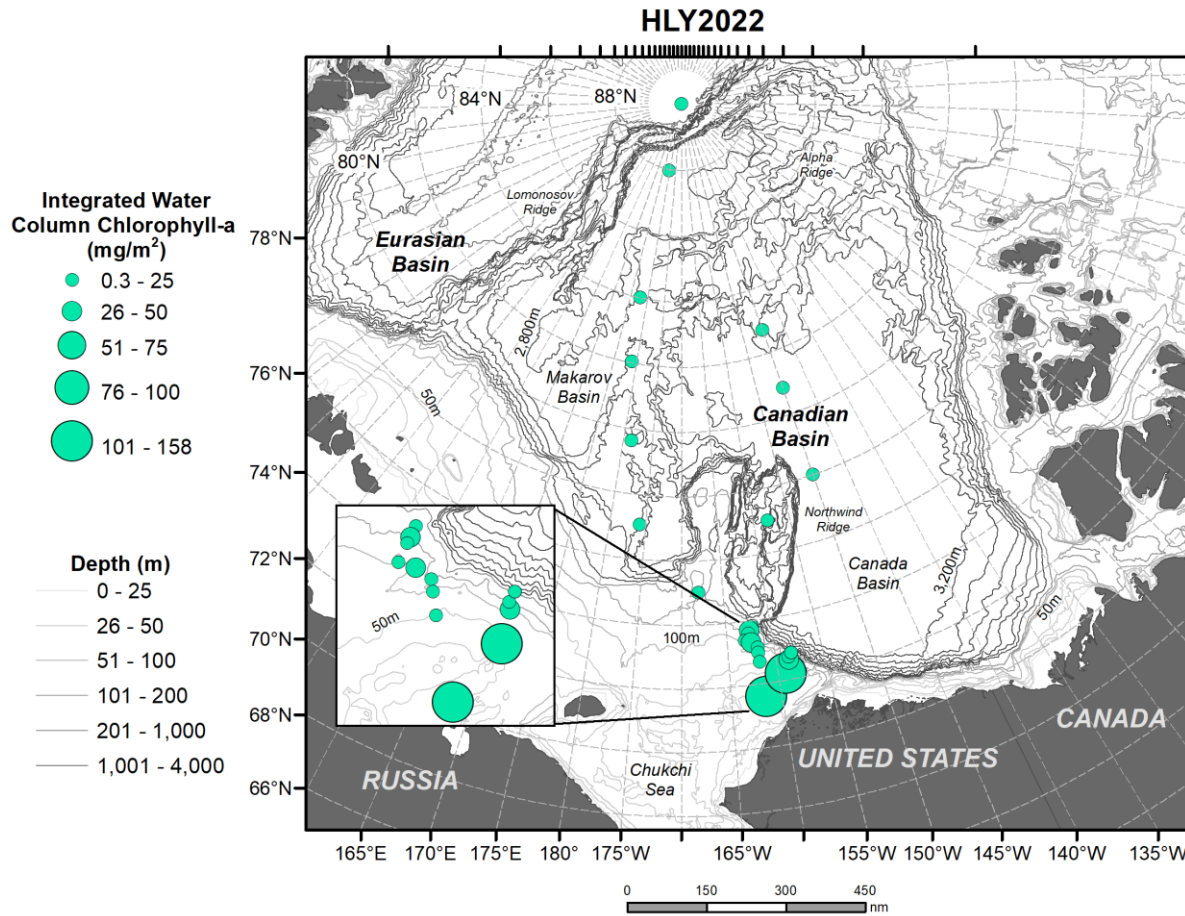 HLY2022
Integrated Water
Column Chlorophyll-a
(mg/m²)
0.3 - 25
26 - 50
51 - 75
76 - 100
101 - 158
Depth (m)
0 - 25
26 - 50
51 - 100
101 - 200
201 - 1,000
1,001 - 4,000
84°N
88°N
80°N
78°N
76°N
74°N
72°N
70°N
68°N
66°N
Lomonosov
Ridge
Alpha
Ridge
Eurasian
Basin
2,800m
Makarov
Basin
50m
Canadian
Basin
Northwind
Ridge
Canada
Basin
3,200m
50m
50m
100m
RUSSIA
Chukchi
Sea
UNITED STATES
CANADA
165°E
170°E
175°E
180°
175°W
165°W
155°W
150°W
145°W
140°W
135°W
0
150
300
450
nm